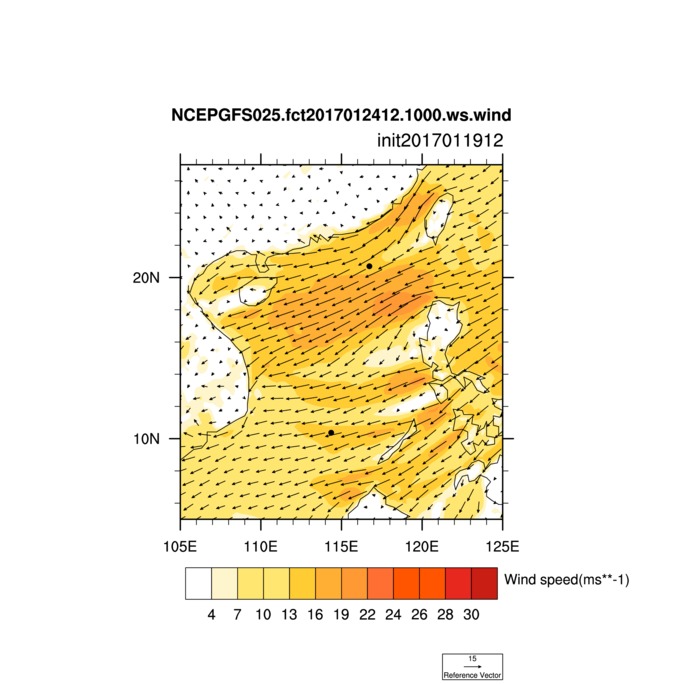 NCEPGFS025.fct2017012412.1000.ws.wind
init2017011912
20N
10N
105E 110E 115E 120E 125E
Wind speed(ms**-1)
4 7 10 13 16 19 22 24 26 28 30
15
Reference Vector